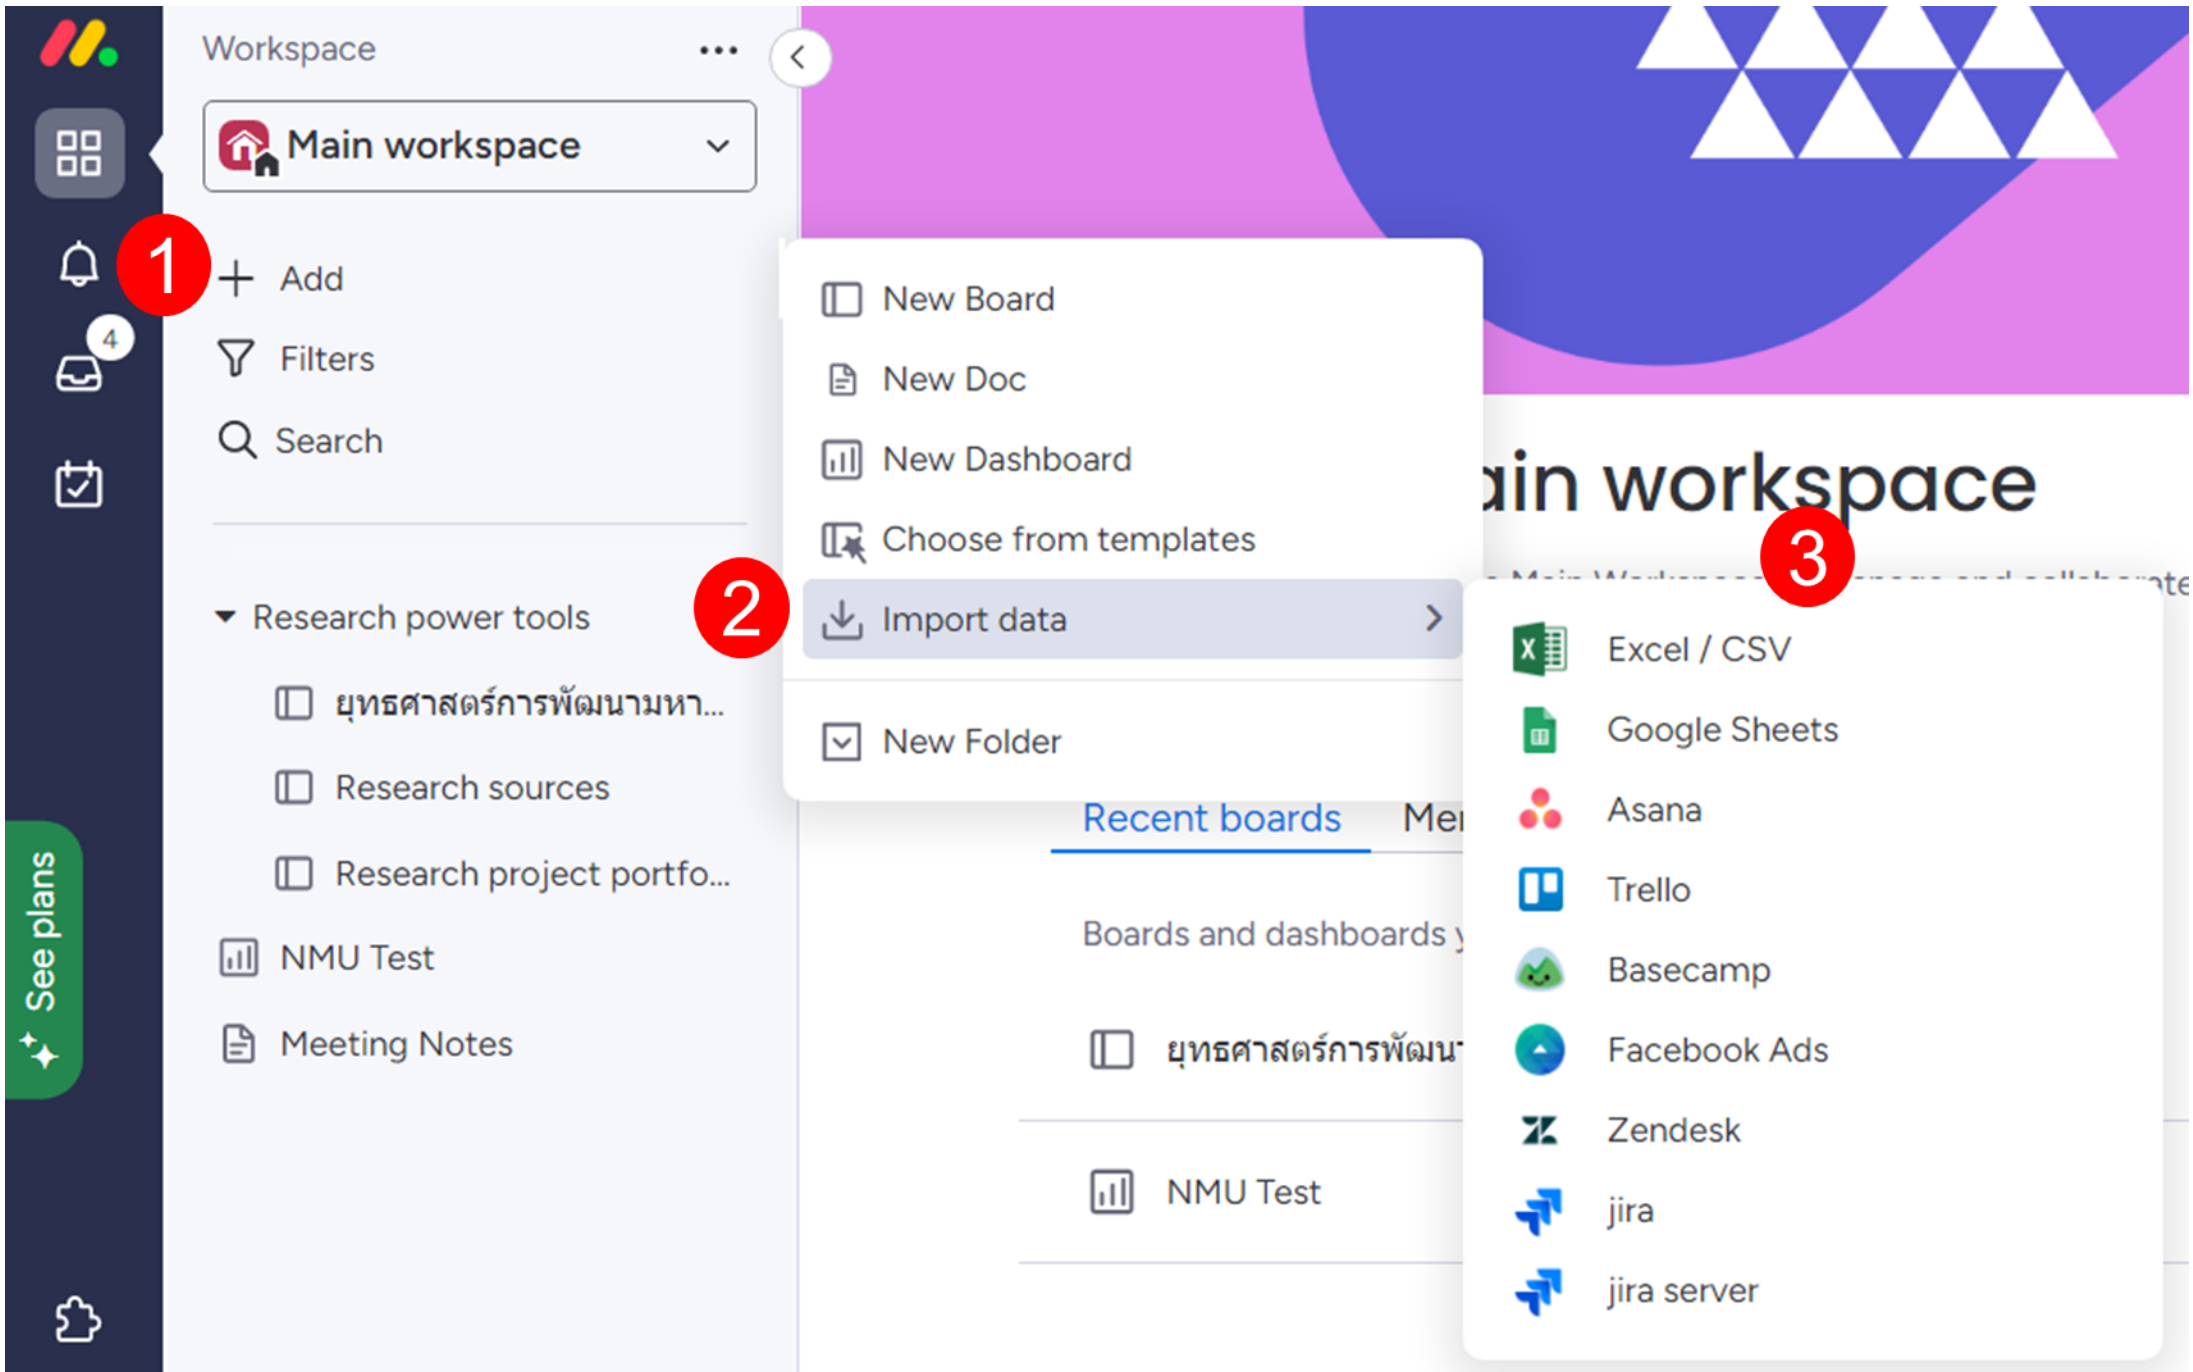 Workspace
Main workspace
1
Add
4
Filters
Search
Research power tools
ยุทธศาสตร์การพัฒนามหา...
Research sources
Research project portfo...
NMU Test
Meeting Notes
See plans
New Board
New Doc
New Dashboard
Choose from templates
2
Import data
New Folder
ain workspace
3
Excel / CSV
Google Sheets
Asana
Trello
Basecamp
Facebook Ads
Zendesk
jira
jira server
Recent boards
Boards and dashboards
ยุทธศาสตร์การพัฒนา
NMU Test